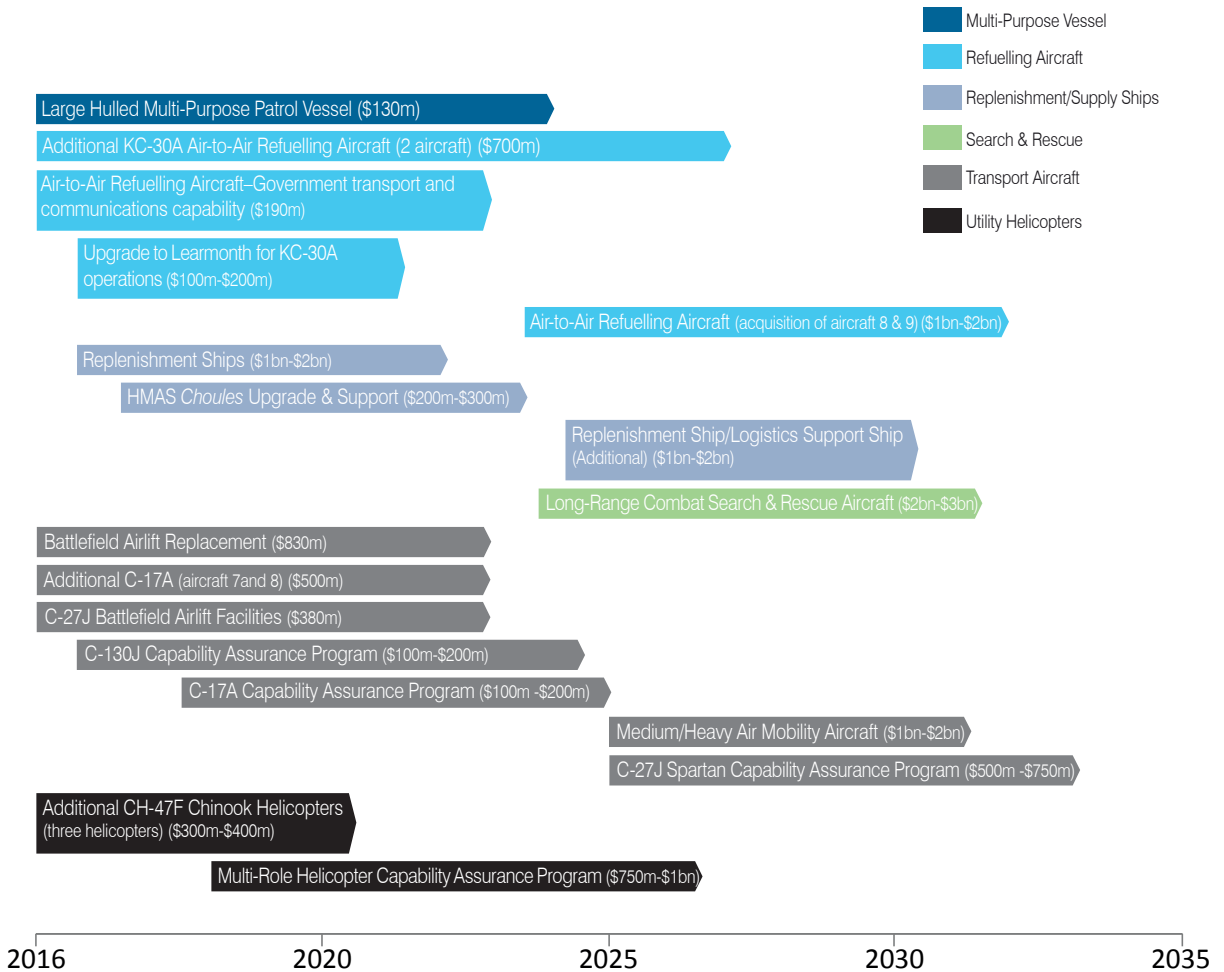 Multi-Purpose Vessel
Refuelling Aircraft
Replenishment/Supply Ships
Search & Rescue
Transport Aircraft
Utility Helicopters
Large Hulled Multi-Purpose Patrol Vessel ($130m)
Additional KC-30A Air-to-Air Refuelling Aircraft (2 aircraft) ($700m)
Air-to-Air Refuelling Aircraft–Government transport and
communications capability ($190m)
Upgrade to Learmonth for KC-30A
operations ($100m-$200m)
Air-to-Air Refuelling Aircraft (acquisition of aircraft 8 & 9) ($1bn-$2bn)
Replenishment Ships ($1bn-$2bn)
HMAS Choules Upgrade & Support ($200m-$300m)
Replenishment Ship/Logistics Support Ship
(Additional) ($1bn-$2bn)
Long-Range Combat Search & Rescue Aircraft ($2bn-$3bn)
Battlefield Airlift Replacement ($830m)
Additional C-17A (aircraft 7and 8) ($500m)
C-27J Battlefield Airlift Facilities ($380m)
C-130J Capability Assurance Program ($100m-$200m)
C-17A Capability Assurance Program ($100m -$200m)
Medium/Heavy Air Mobility Aircraft ($1bn-$2bn)
C-27J Spartan Capability Assurance Program ($500m -$750m)
Additional CH-47F Chinook Helicopters
(three helicopters) ($300m-$400m)
Multi-Role Helicopter Capability Assurance Program ($750m-$1bn)
2016 2020 2025 2030 2035